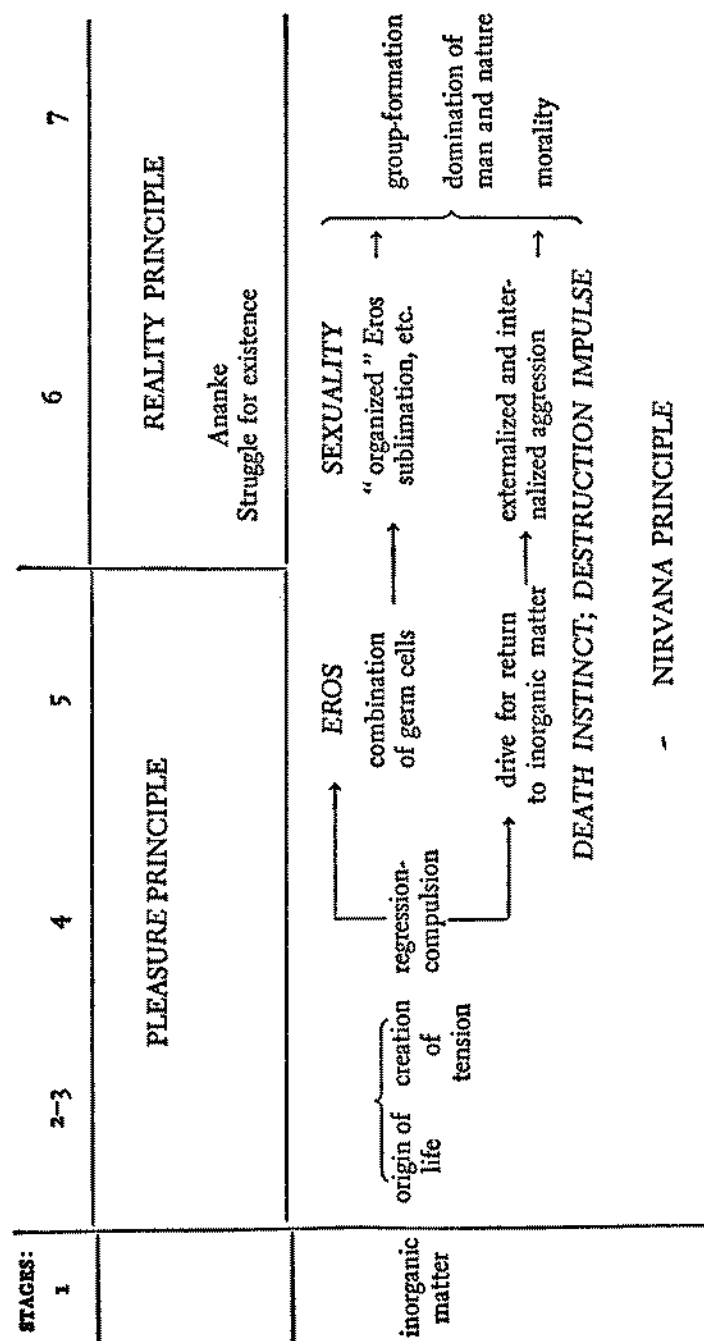 STAGES:
1 2–3 4 5 6 7
PLEASURE PRINCIPLE REALITY PRINCIPLE
Ananke
Struggle for existence
EROS SEXUALITY
inorganic
matter
origin of
life
creation
of
tension
regression-
compulsion
combination
of germ cells
"organized" Eros
sublimation, etc.
group-formation
domination of
man and nature
drive for return
to inorganic matter
externalized and inter-
nalized aggression
morality
DEATH INSTINCT; DESTRUCTION IMPULSE
NIRVANA PRINCIPLE